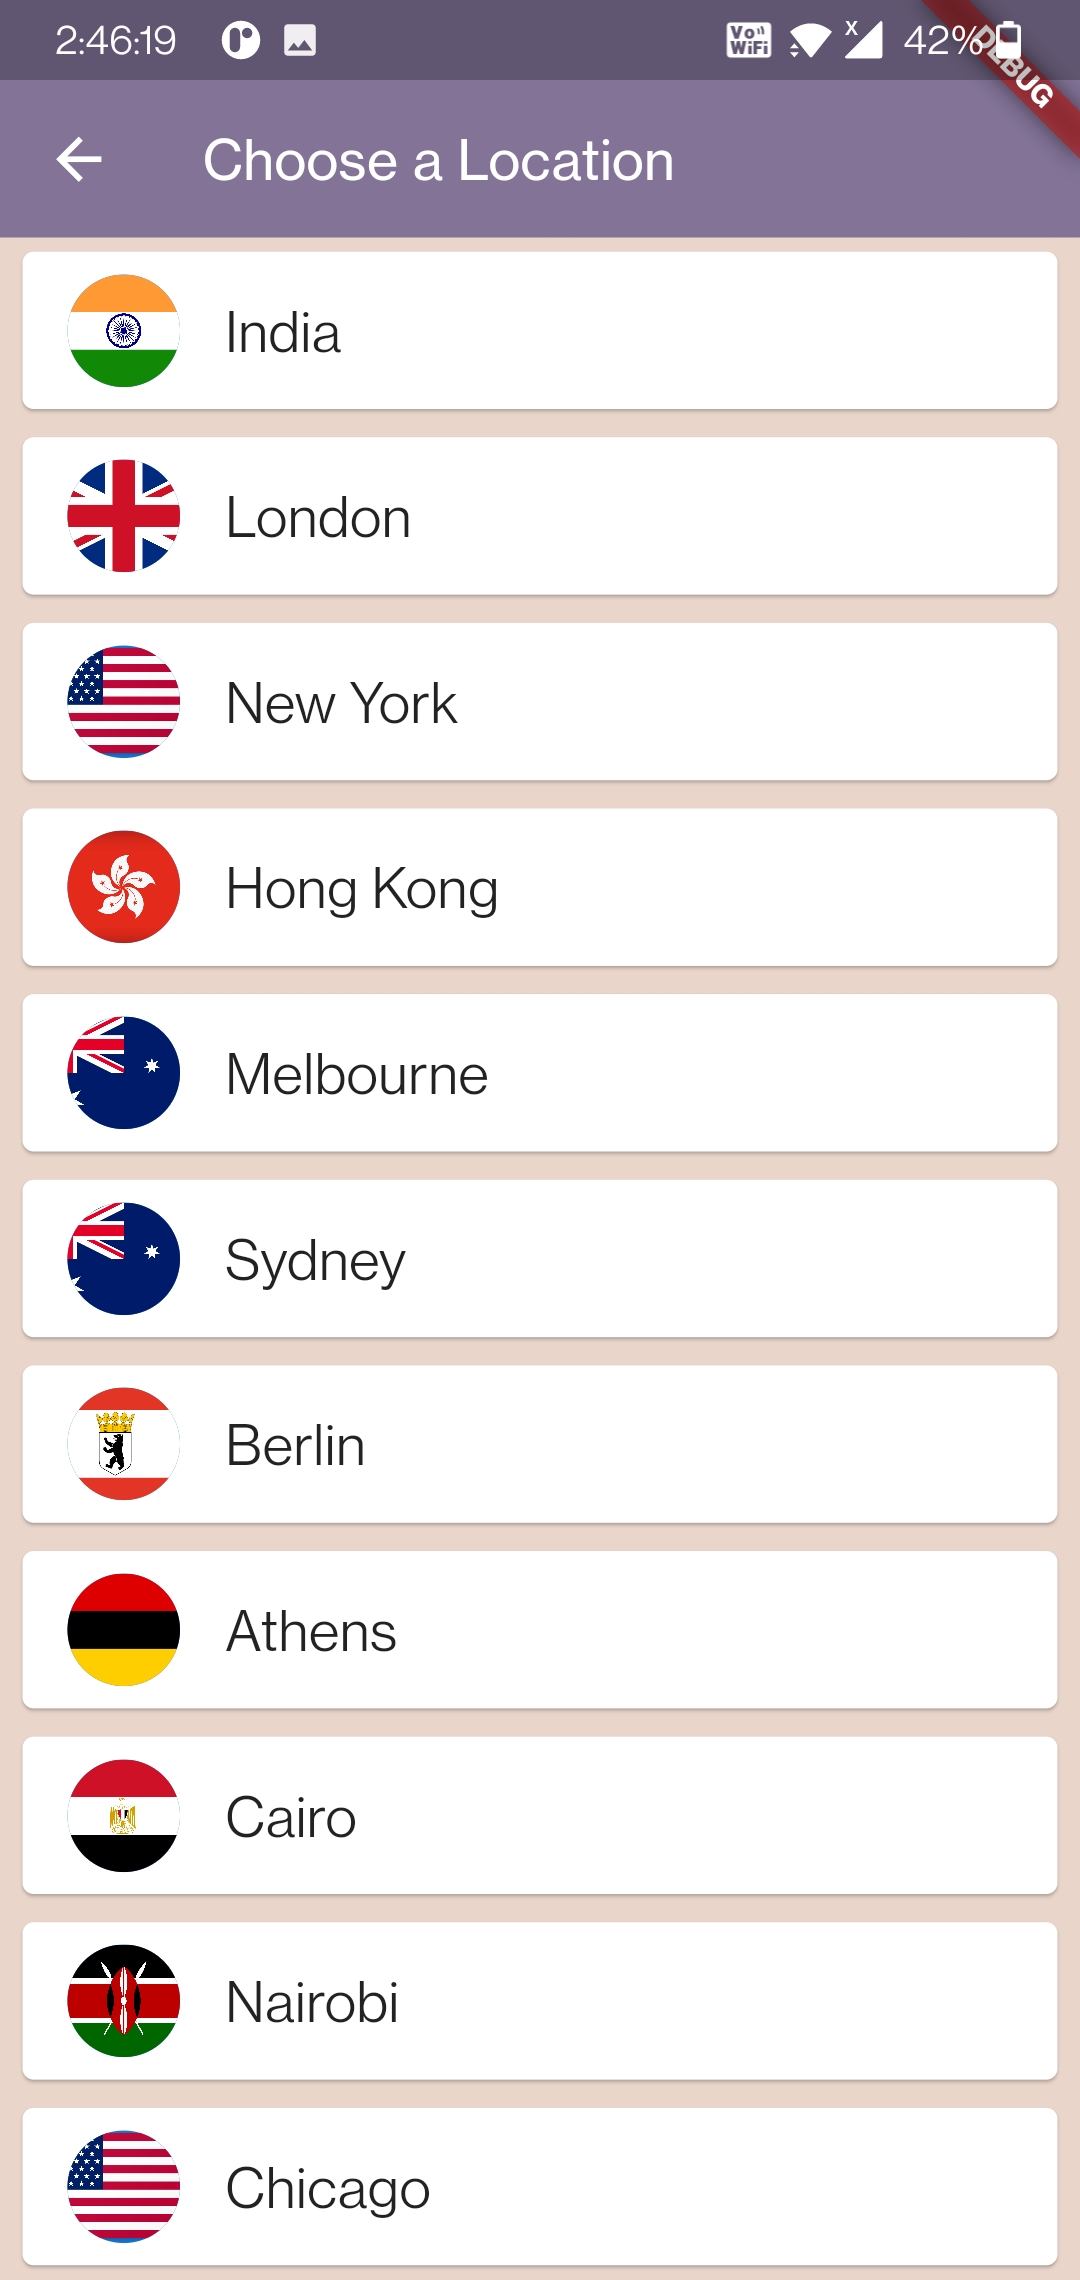 2:46:19 Vo WiFi X 42%
DEBUG
Choose a Location
India
London
New York
Hong Kong
Melbourne
Sydney
Berlin
Athens
Cairo
Nairobi
Chicago